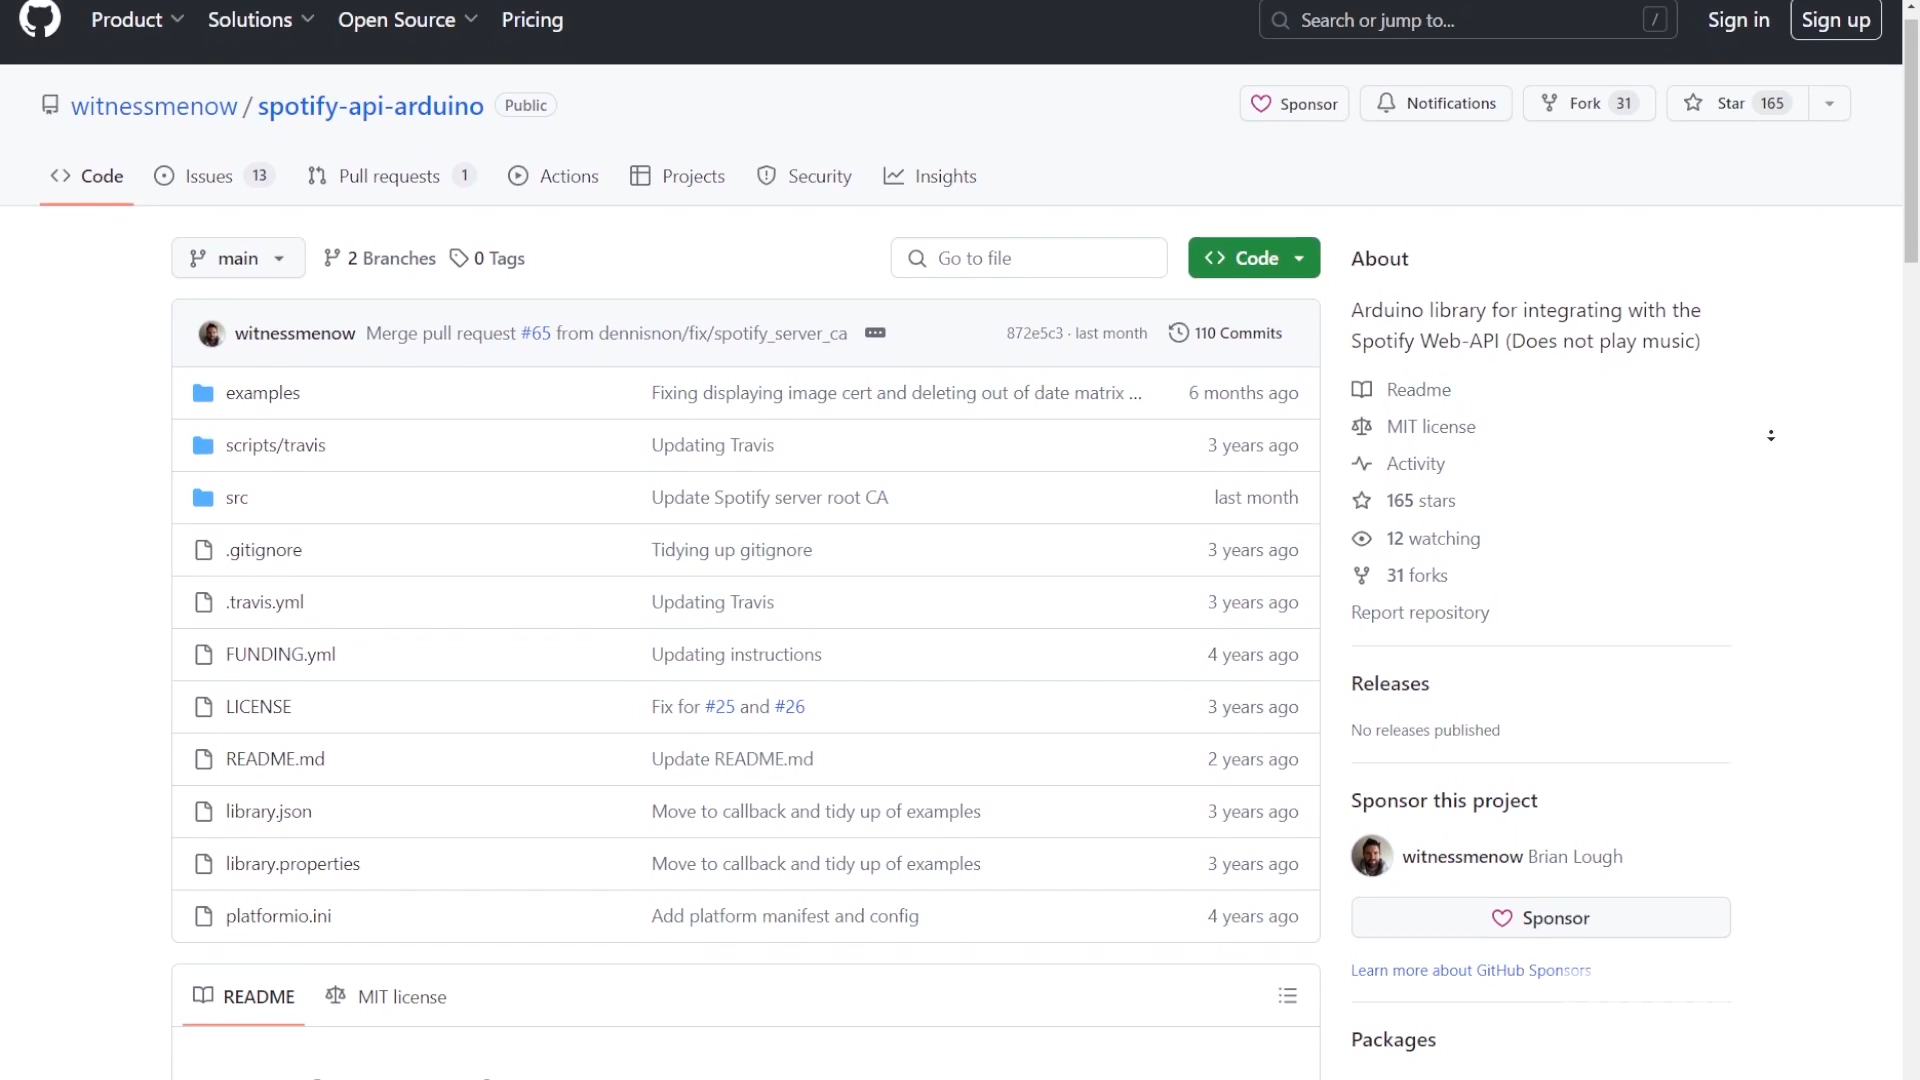 Product Solutions Open Source Pricing Search or jump to... / Sign in Sign up
witnessmenow / spotify-api-arduino Public Sponsor Notifications Fork 31 Star 165
Code Issues 13 Pull requests 1 Actions Projects Security Insights
main 2 Branches 0 Tags Go to file Code
witnessmenow Merge pull request #65 from dennisnon/fix/spotify_server_ca 872e5c3 · last month 110 Commits
examples Fixing displaying image cert and deleting out of date matrix ... 6 months ago
scripts/travis Updating Travis 3 years ago
src Update Spotify server root CA last month
.gitignore Tidying up gitignore 3 years ago
.travis.yml Updating Travis 3 years ago
FUNDING.yml Updating instructions 4 years ago
LICENSE Fix for #25 and #26 3 years ago
README.md Update README.md 2 years ago
library.json Move to callback and tidy up of examples 3 years ago
library.properties Move to callback and tidy up of examples 3 years ago
platformio.ini Add platform manifest and config 4 years ago
README MIT license
About
Arduino library for integrating with the
Spotify Web-API (Does not play music)
Readme
MIT license
Activity
165 stars
12 watching
31 forks
Report repository
Releases
No releases published
Sponsor this project
witnessmenow Brian Lough
Sponsor
Learn more about GitHub Sponsors
Packages